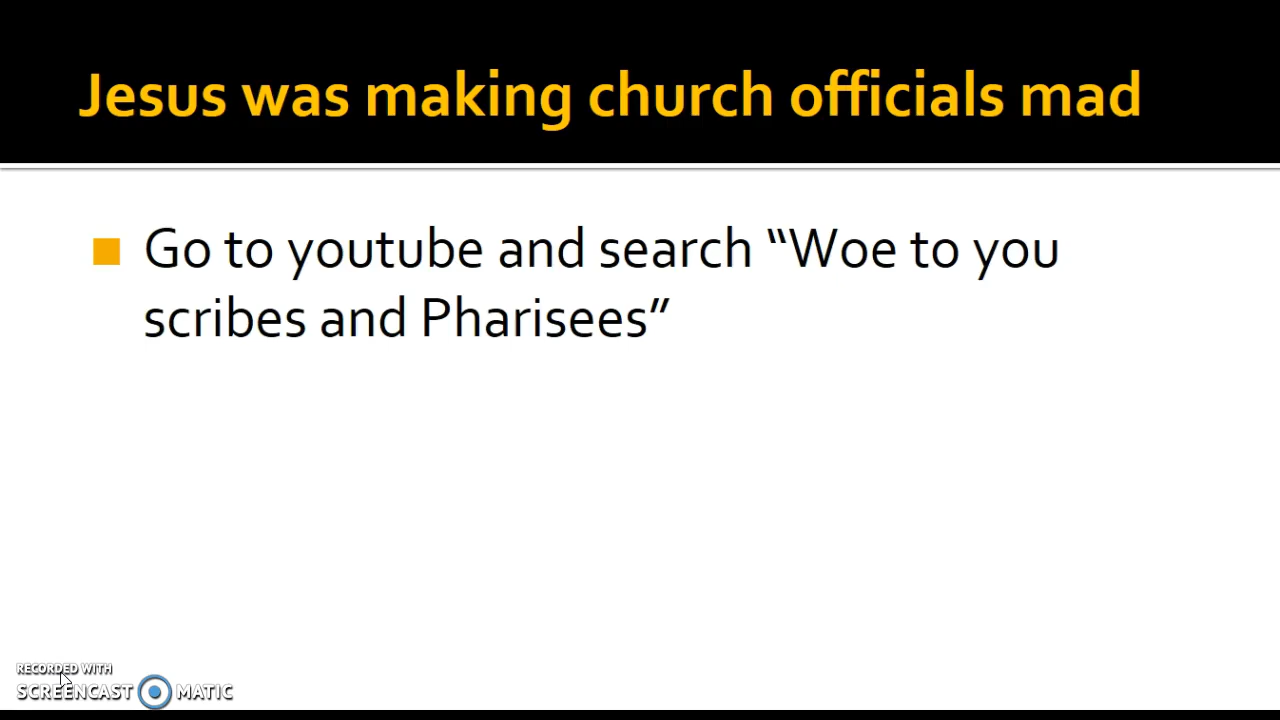 Jesus was making church officials mad
Go to youtube and search “Woe to you
scribes and Pharisees”
RECORDED WITH
SCREENCAST MATIC